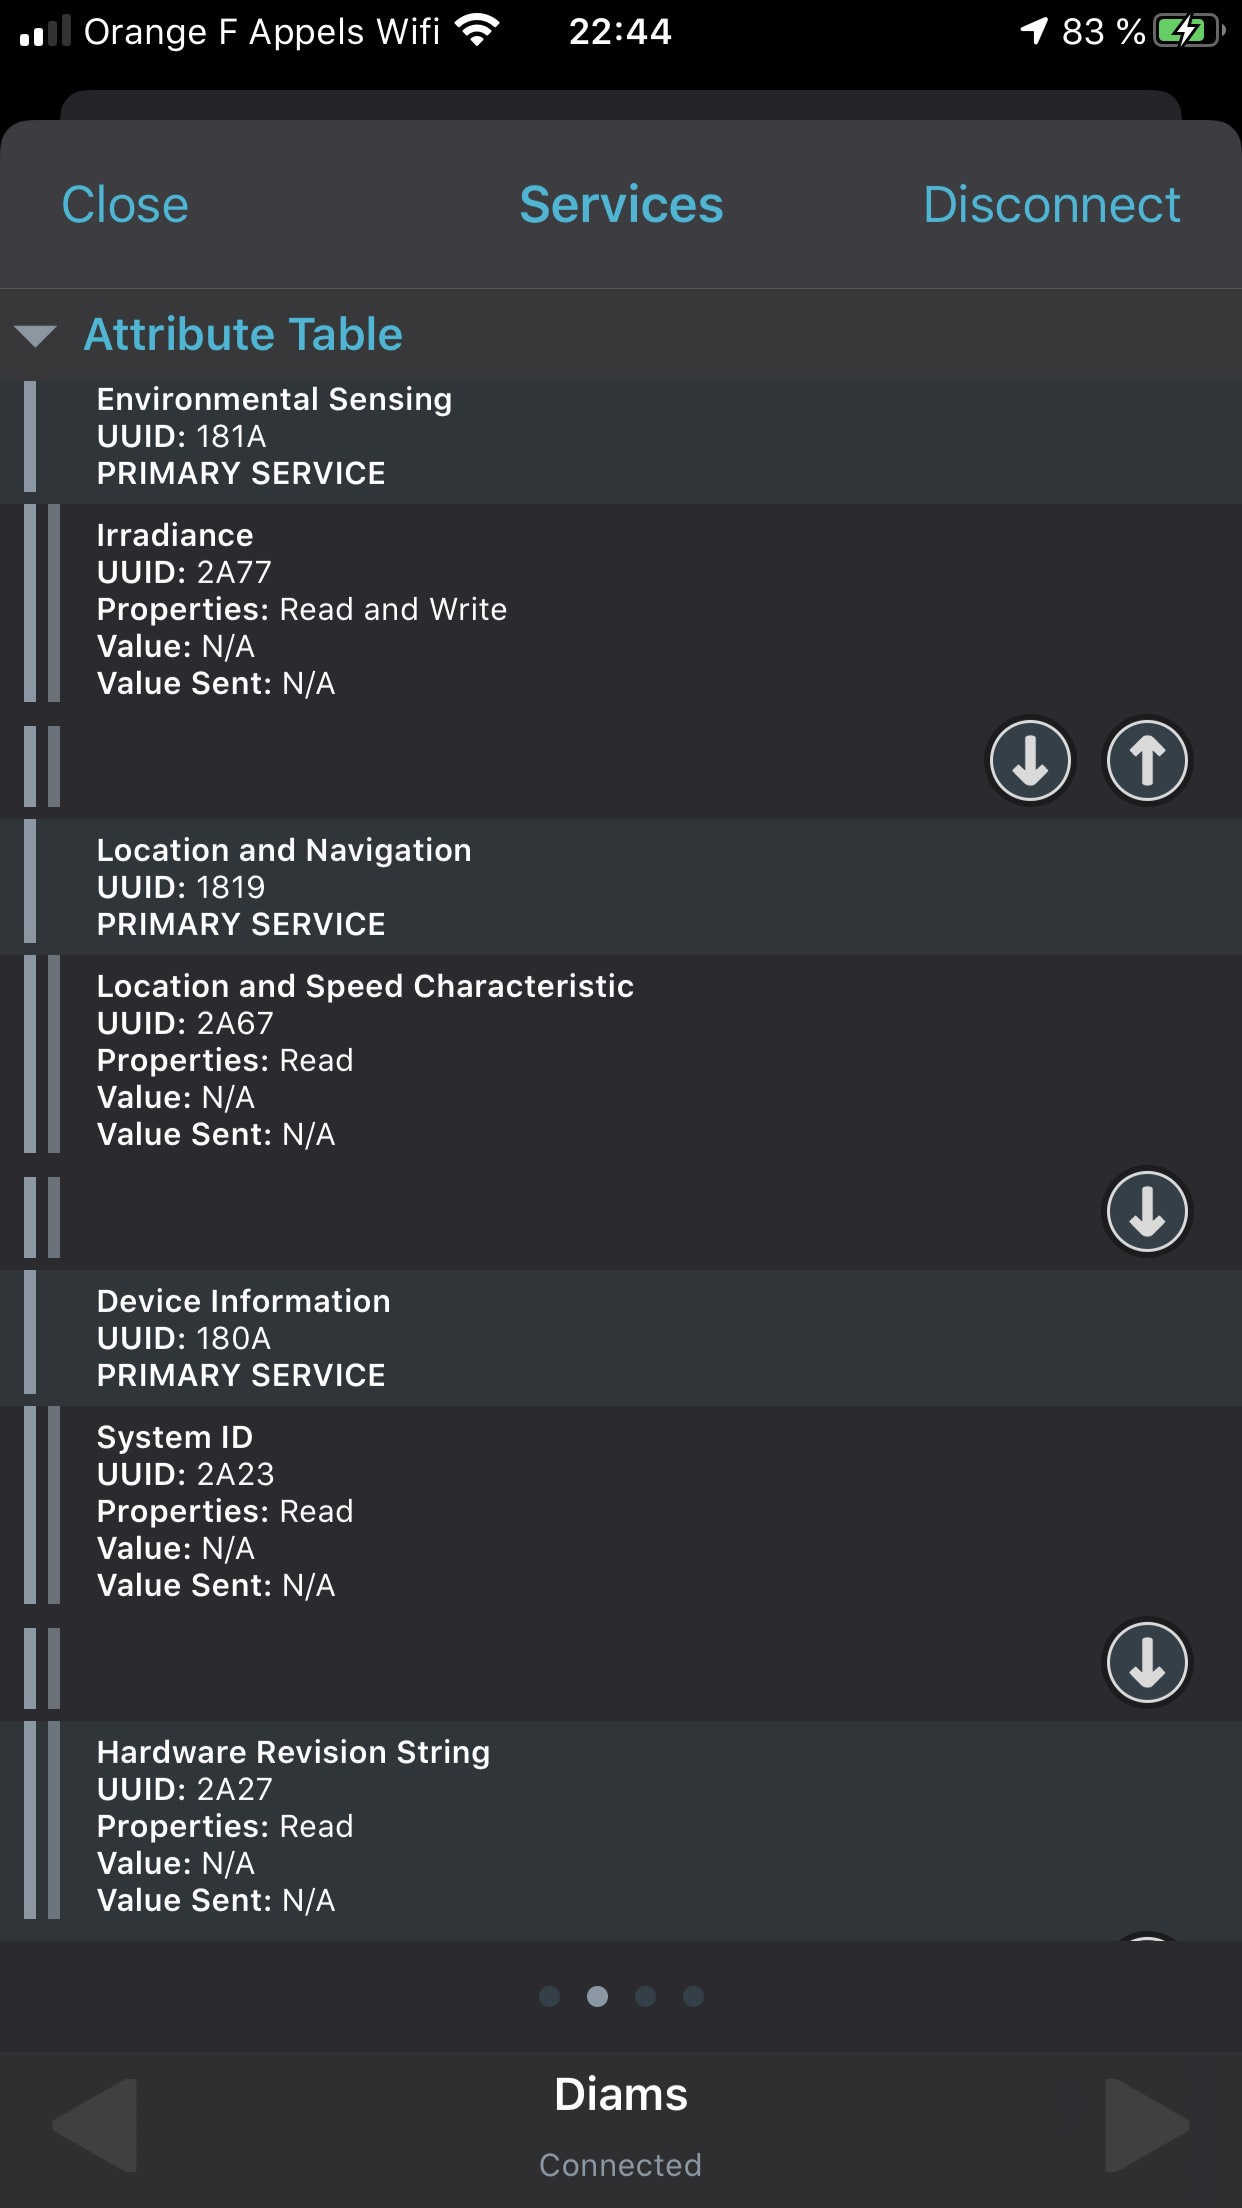 Orange F Appels Wifi 22:44 83 %
Close Services Disconnect
Attribute Table
Environmental Sensing
UUID: 181A
PRIMARY SERVICE
Irradiance
UUID: 2A77
Properties: Read and Write
Value: N/A
Value Sent: N/A
Location and Navigation
UUID: 1819
PRIMARY SERVICE
Location and Speed Characteristic
UUID: 2A67
Properties: Read
Value: N/A
Value Sent: N/A
Device Information
UUID: 180A
PRIMARY SERVICE
System ID
UUID: 2A23
Properties: Read
Value: N/A
Value Sent: N/A
Hardware Revision String
UUID: 2A27
Properties: Read
Value: N/A
Value Sent: N/A
Diams
Connected